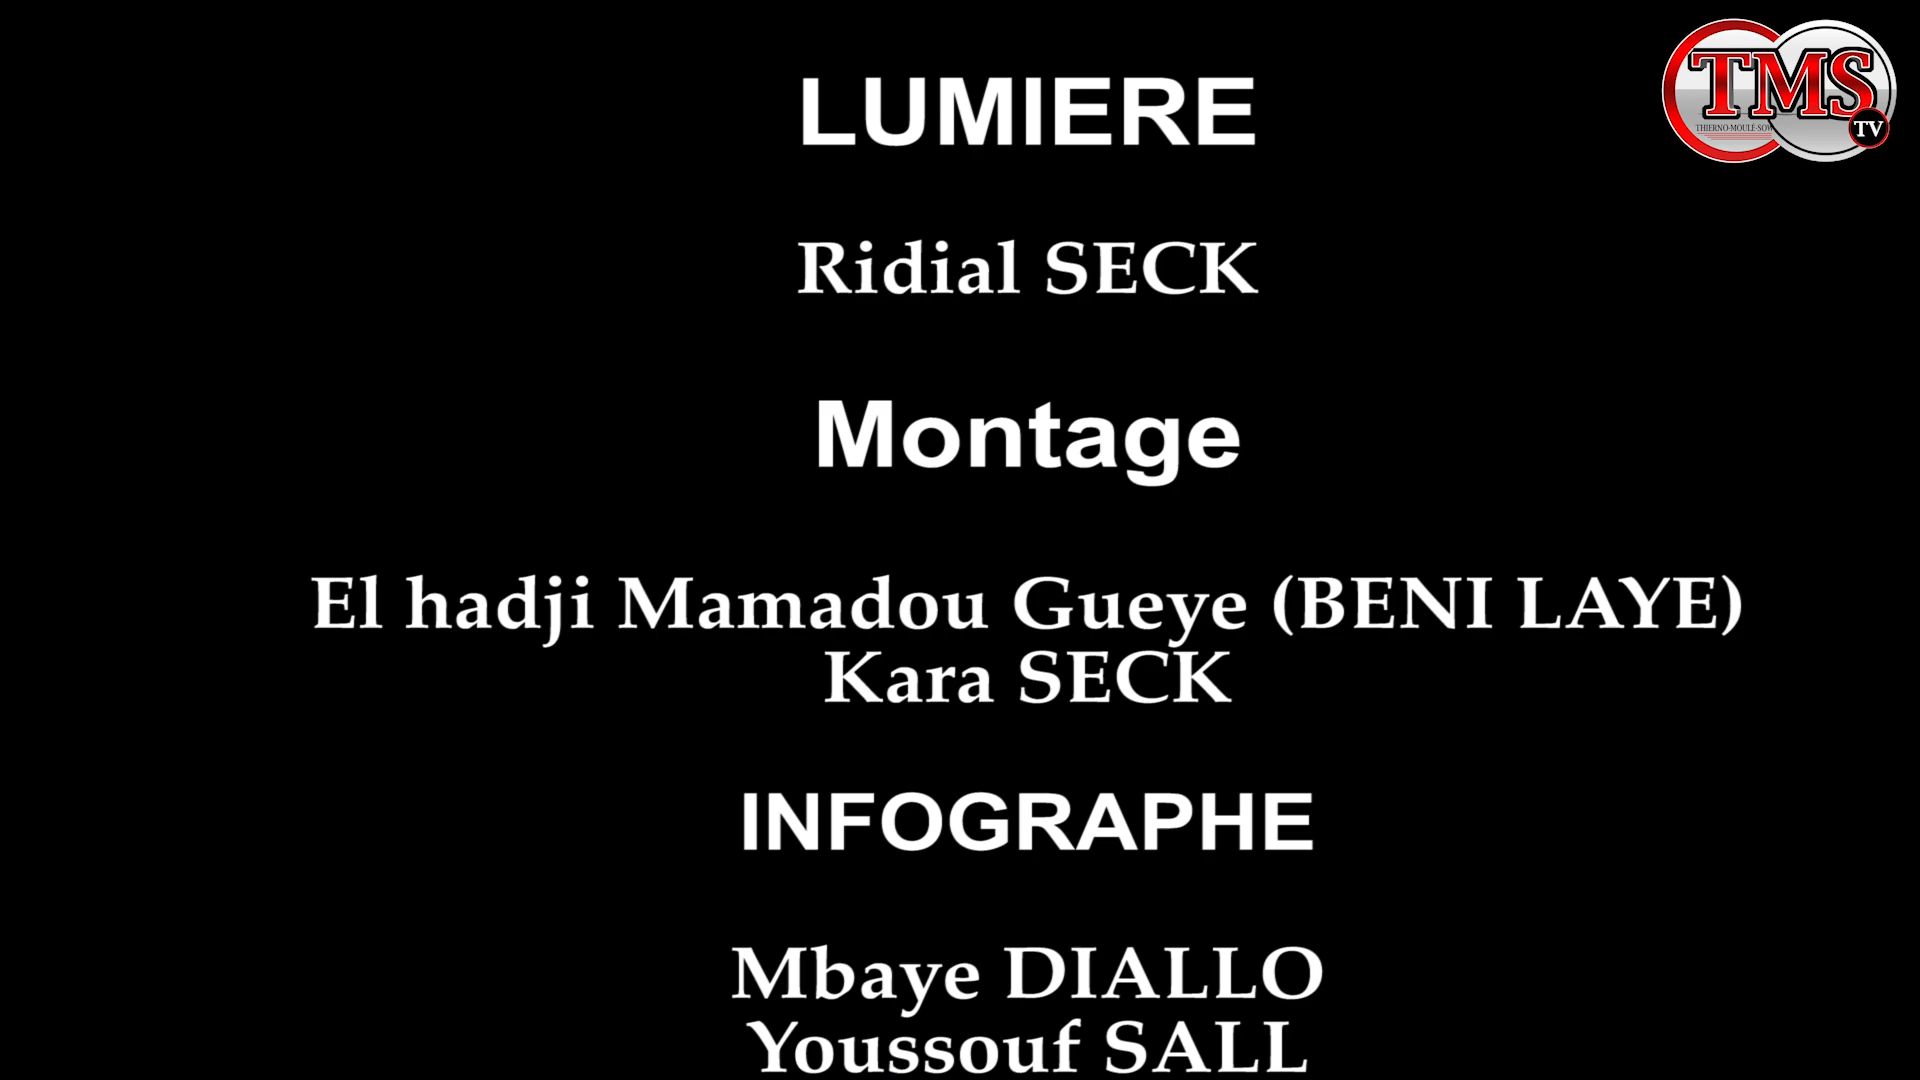 TMS
THIERNO-MOULE-SOW
TV
LUMIERE
Ridial SECK
Montage
El hadji Mamadou Gueye (BENI LAYE)
Kara SECK
INFOGRAPHE
Mbaye DIALLO
Youssouf SALL